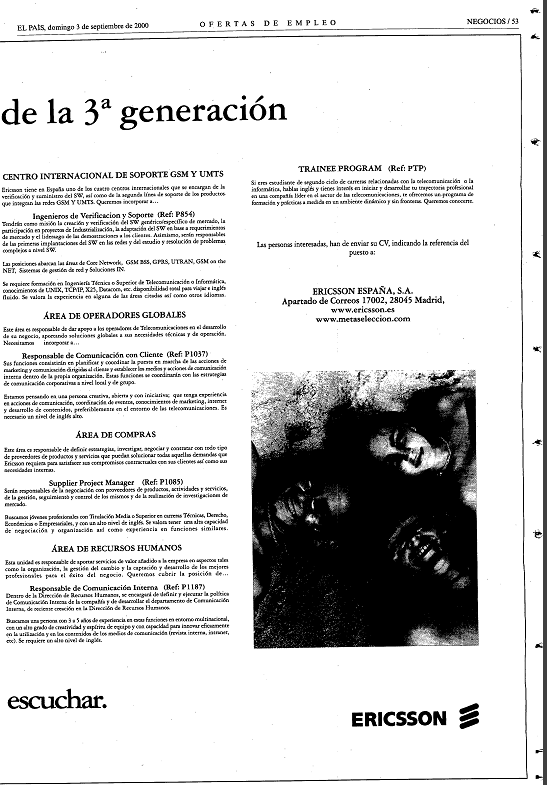 EL PAÍS, domingo 3 de septiembre de 2000
OFERTAS DE EMPLEO
NEGOCIOS / 53
de la 3ª generación
CENTRO INTERNACIONAL DE SOPORTE GSM Y UMTS
Ericsson tiene en España uno de los cuatro centros internacionales que se encargan de la
verificación y suministro del SW, así como de la segunda línea de soporte de los productos
que integran las redes GSM Y UMTS. Queremos incorporar a...
Ingenieros de Verificacion y Soporte (Ref: P854)
Tendrán como misión la creación y verificación del SW genérico/específico de mercado, la
participación en proyectos de Industrialización, la adaptación del SW en base a requerimientos
de mercado y el liderazgo de las demostraciones a los clientes. Asimismo, serán responsables
de las primeras implantaciones del SW en las redes y del estudio y resolución de problemas
complejos a nivel SW.
Las posiciones abarcan las áreas de Core Network, GSM BSS, GPRS, UTRAN, GSM on the
NET, Sistemas de gestión de red y Soluciones IN.
Se requiere formación en Ingeniería Técnica o Superior de Telecomunicación o Informática,
conocimientos de UNIX, TCP/IP, X25, Datacom, etc. disponibilidad total para viajar e inglés
fluido. Se valora la experiencia en alguna de las áreas citadas así como otros idiomas.
ÁREA DE OPERADORES GLOBALES
Este área es responsable de dar apoyo a los operadores de Telecomunicaciones en el desarrollo
de su negocio, aportando soluciones globales a sus necesidades técnicas y de operación.
Necesitamos incorporar a...
Responsable de Comunicación con Cliente (Ref: P1037)
Sus funciones consistirán en planificar y coordinar la puesta en marcha de las acciones de
marketing y comunicación dirigidas al cliente y establecer los medios y acciones de comunicación
interna dentro de la propia organización. Estas funciones se coordinarán con las estrategias
de comunicación corporativas a nivel local y de grupo.
Estamos pensando en una persona creativa, abierta y con iniciativa; que tenga experiencia
en acciones de comunicación, coordinación de eventos, conocimientos de marketing, internet
y desarrollo de contenidos, preferiblemente en el entorno de las telecomunicaciones. Es
necesario un nivel de inglés alto.
ÁREA DE COMPRAS
Este área es responsable de definir estrategias, investigar, negociar y contratar con todo tipo
de proveedores de productos y servicios que puedan solucionar todas aquellas demandas que
Ericsson requiera para satisfacer sus compromisos contractuales con sus clientes así como sus
necesidades internas.
Supplier Project Manager (Ref: P1085)
Serán responsables de la negociación con proveedores de productos, actividades y servicios,
de la gestión, seguimiento y control de los mismos y de la realización de investigaciones de
mercado.
Buscamos jóvenes profesionales con Titulación Media o Superior en carreras Técnicas, Derecho,
Económicas o Empresariales, y con un alto nivel de inglés. Se valora tener una alta capacidad
de negociación y organización así como experiencia en funciones similares.
ÁREA DE RECURSOS HUMANOS
Esta unidad es responsable de aportar servicios de valor añadido a la empresa en aspectos tales
como la organización, la gestión del cambio y la captación y desarrollo de los mejores
profesionales para el éxito del negocio. Queremos cubrir la posición de...
Responsable de Comunicación Interna (Ref: P1187)
Dentro de la Dirección de Recursos Humanos, se encargará de definir y ejecutar la política
de Comunicación Interna de la compañía y de desarrollar el departamento de Comunicación
Interna, de reciente creación en la Dirección de Recursos Humanos.
Buscamos una persona con 3 a 5 años de experiencia en estas funciones en entorno multinacional,
con un alto grado de creatividad y espíritu de equipo y con capacidad para innovar eficazmente
en la utilización y en los contenidos de los medios de comunicación (revista interna, intranet,
etc). Se requiere un alto nivel de inglés.
escuchar.
TRAINEE PROGRAM (Ref: PTP)
Si eres estudiante de segundo ciclo de carreras relacionadas con la telecomunicación o la
informática, hablas inglés y tienes interés en iniciar y desarrollar tu trayectoria profesional
en una compañía líder en el sector de las telecomunicaciones, te ofrecemos un programa de
formación y prácticas a medida en un ambiente dinámico y sin fronteras. Queremos conocerte.
Las personas interesadas, han de enviar su CV, indicando la referencia del
puesto a:
ERICSSON ESPAÑA, S.A.
Apartado de Correos 17002, 28045 Madrid,
www.ericsson.es
www.metaseleccion.com
ERICSSON